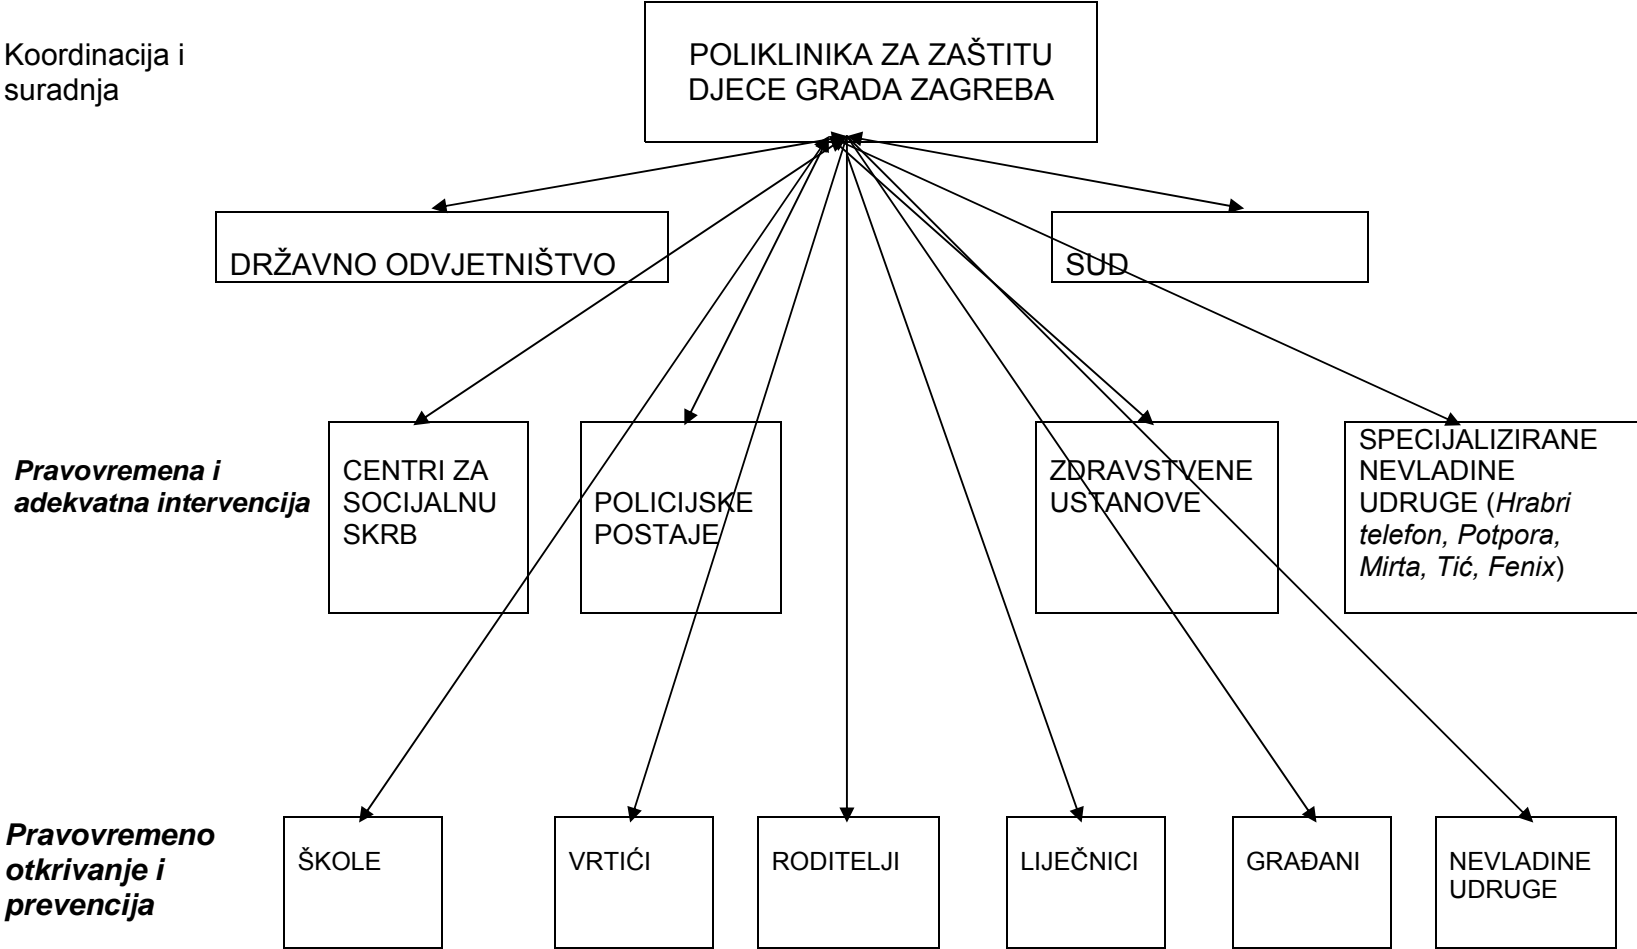 Koordinacija i
suradnja
POLIKLINIKA ZA ZAŠTITU
DJECE GRADA ZAGREBA
DRŽAVNO ODVJETNIŠTVO
SUD
Pravovremena i
adekvatna intervencija
CENTRI ZA
SOCIJALNU
SKRB
POLICIJSKE
POSTAJE
ZDRAVSTVENE
USTANOVE
SPECIJALIZIRANE
NEVLADINE
UDRUGE (Hrabri
telefon, Potpora,
Mirta, Tić, Fenix)
Pravovremeno
otkrivanje i
prevencija
ŠKOLE
VRTIĆI
RODITELJI
LIJEČNICI
GRAĐANI
NEVLADINE
UDRUGE